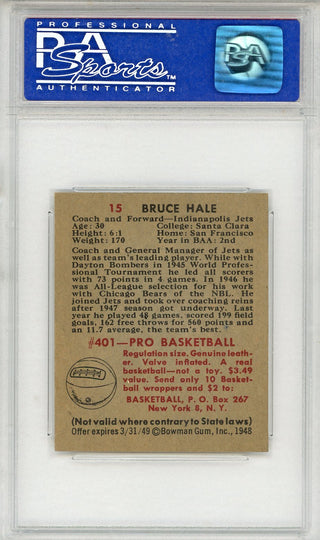 PROFESSIONAL
PSA
Sports™
AUTHENTICATOR
PSA
15 BRUCE HALE
Coach and Forward—Indianapolis Jets
Age: 30 College: Santa Clara
Height: 6:1 Home: San Francisco
Weight: 170 Year in BAA: 2nd
Coach and General Manager of Jets as
well as team's leading player. While with
Dayton Bombers in 1945 World Profes-
sional Tournament he led all scorers
with 73 points in 4 games. In 1946 he
was All-League selection for his work
with Chicago Bears of the NBL. He
joined Jets and took over coaching reins
after 1947 season got underway. Last
year he played 48 games, scored 199 field
goals, 162 free throws for 560 points and
an 11.7 average, the team's best.
#401—PRO BASKETBALL
Regulation size. Genuine leath-
er. Valve inflated. A real
basketball—not a toy. $3.49
value. Send only 10 Basket-
ball wrappers and $2 to:
BASKETBALL, P. O. Box 267
New York 8, N. Y.
(Not valid where contrary to State laws)
Offer expires 3/31/49 ©Bowman Gum, Inc., 1948